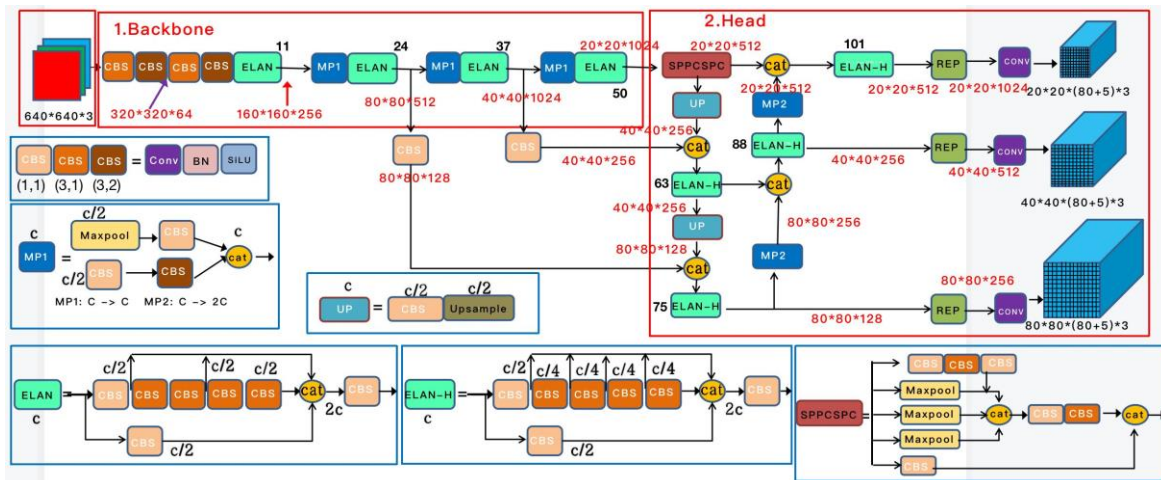 1.Backbone
2.Head
640*640*3
CBS CBS CBS CBS ELAN
11
MP1 ELAN
24
MP1 ELAN
37
MP1 ELAN
50
20*20*1024
320*320*64
160*160*256
80*80*512
40*40*1024
CBS
80*80*128
CBS
40*40*256
SPPCSPC
20*20*512
cat
101
ELAN-H
20*20*512
REP
20*20*1024
CONV
20*20*(80+5)*3
UP
40*40*256
20*20*512
MP2
cat
88
ELAN-H
40*40*256
REP
40*40*512
CONV
40*40*(80+5)*3
63
ELAN-H
cat
40*40*256
UP
80*80*256
80*80*128
MP2
cat
75
ELAN-H
80*80*128
REP
80*80*256
CONV
80*80*(80+5)*3
CBS CBS CBS = Conv BN SiLU
(1,1) (3,1) (3,2)
c/2
c
Maxpool CBS
c
MP1 =
cat
c/2
CBS CBS
MP1: C -> C MP2: C -> 2C
c c/2 c/2
UP = CBS Upsample
c/2 c/2 c/2
ELAN = CBS CBS CBS CBS CBS cat CBS
c
2c
CBS
c/2
c/2 c/4 c/4 c/4 c/4
ELAN-H = CBS CBS CBS CBS CBS cat CBS
c
2c
CBS
c/2
CBS CBS CBS
Maxpool
SPPCSPC = Maxpool cat CBS CBS cat
Maxpool
CBS